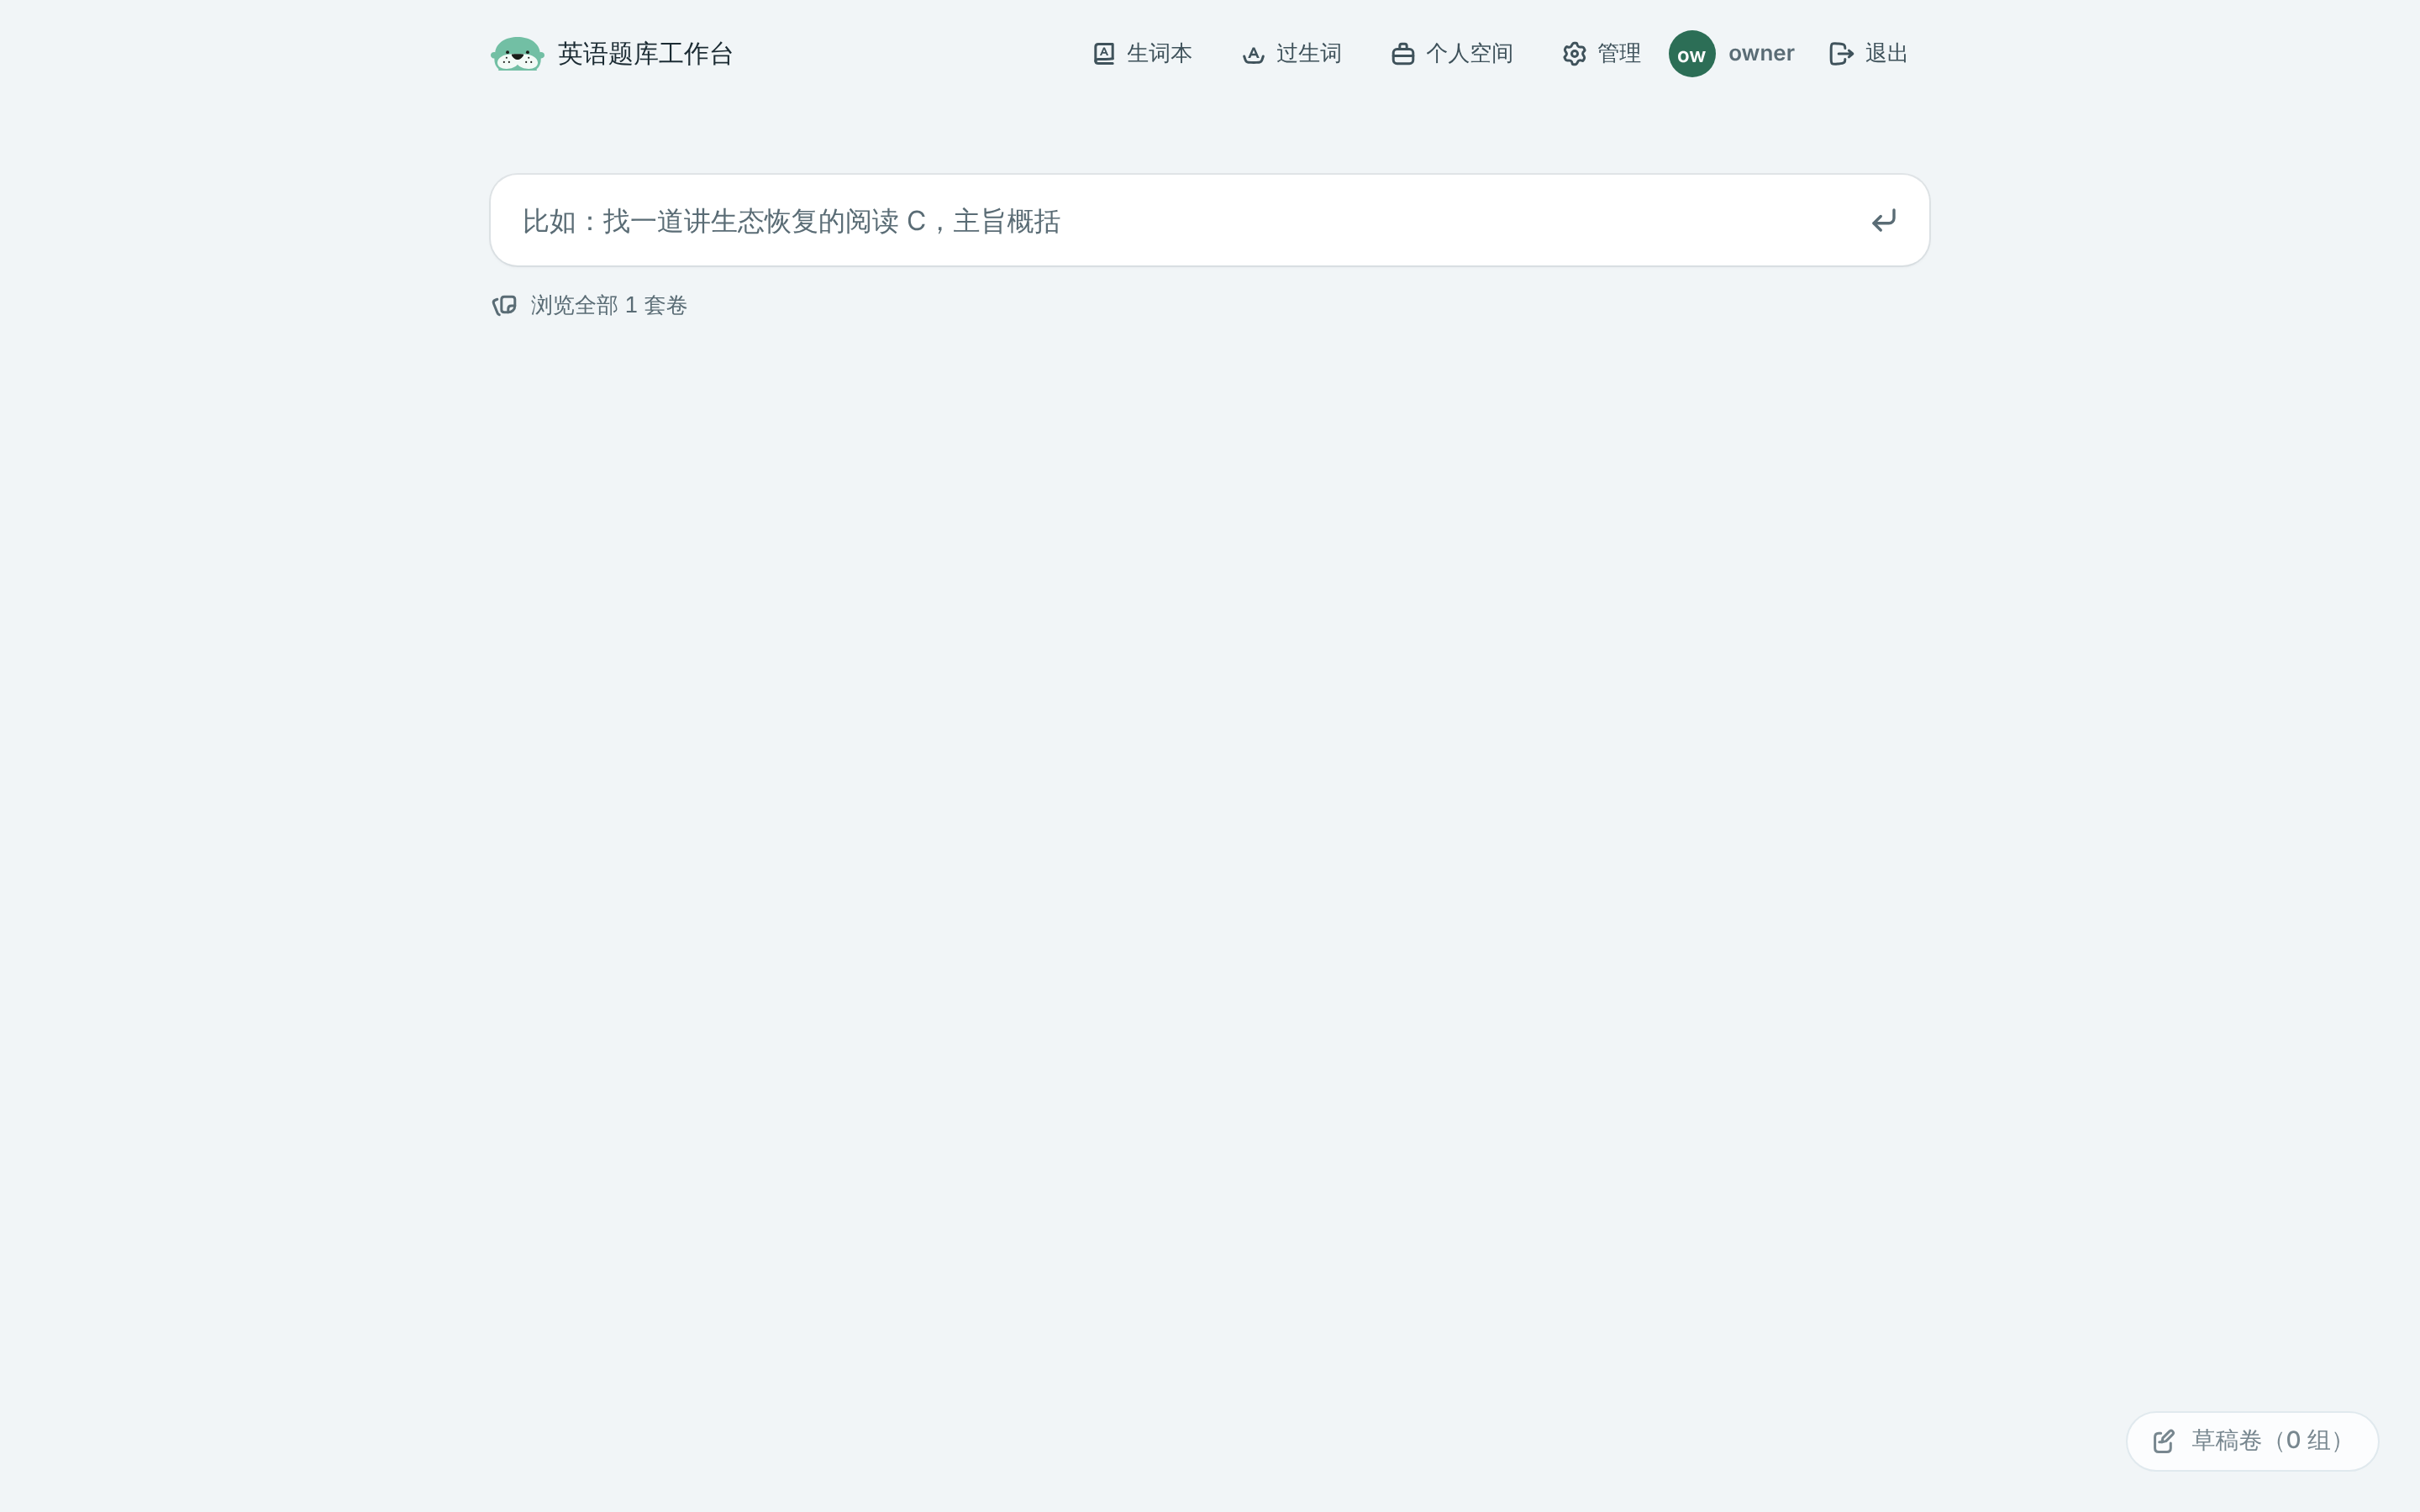 英语题库工作台
生词本
过生词
个人空间
管理
ow
owner
退出
比如：找一道讲生态恢复的阅读 C，主旨概括
浏览全部 1 套卷
草稿卷（0 组）